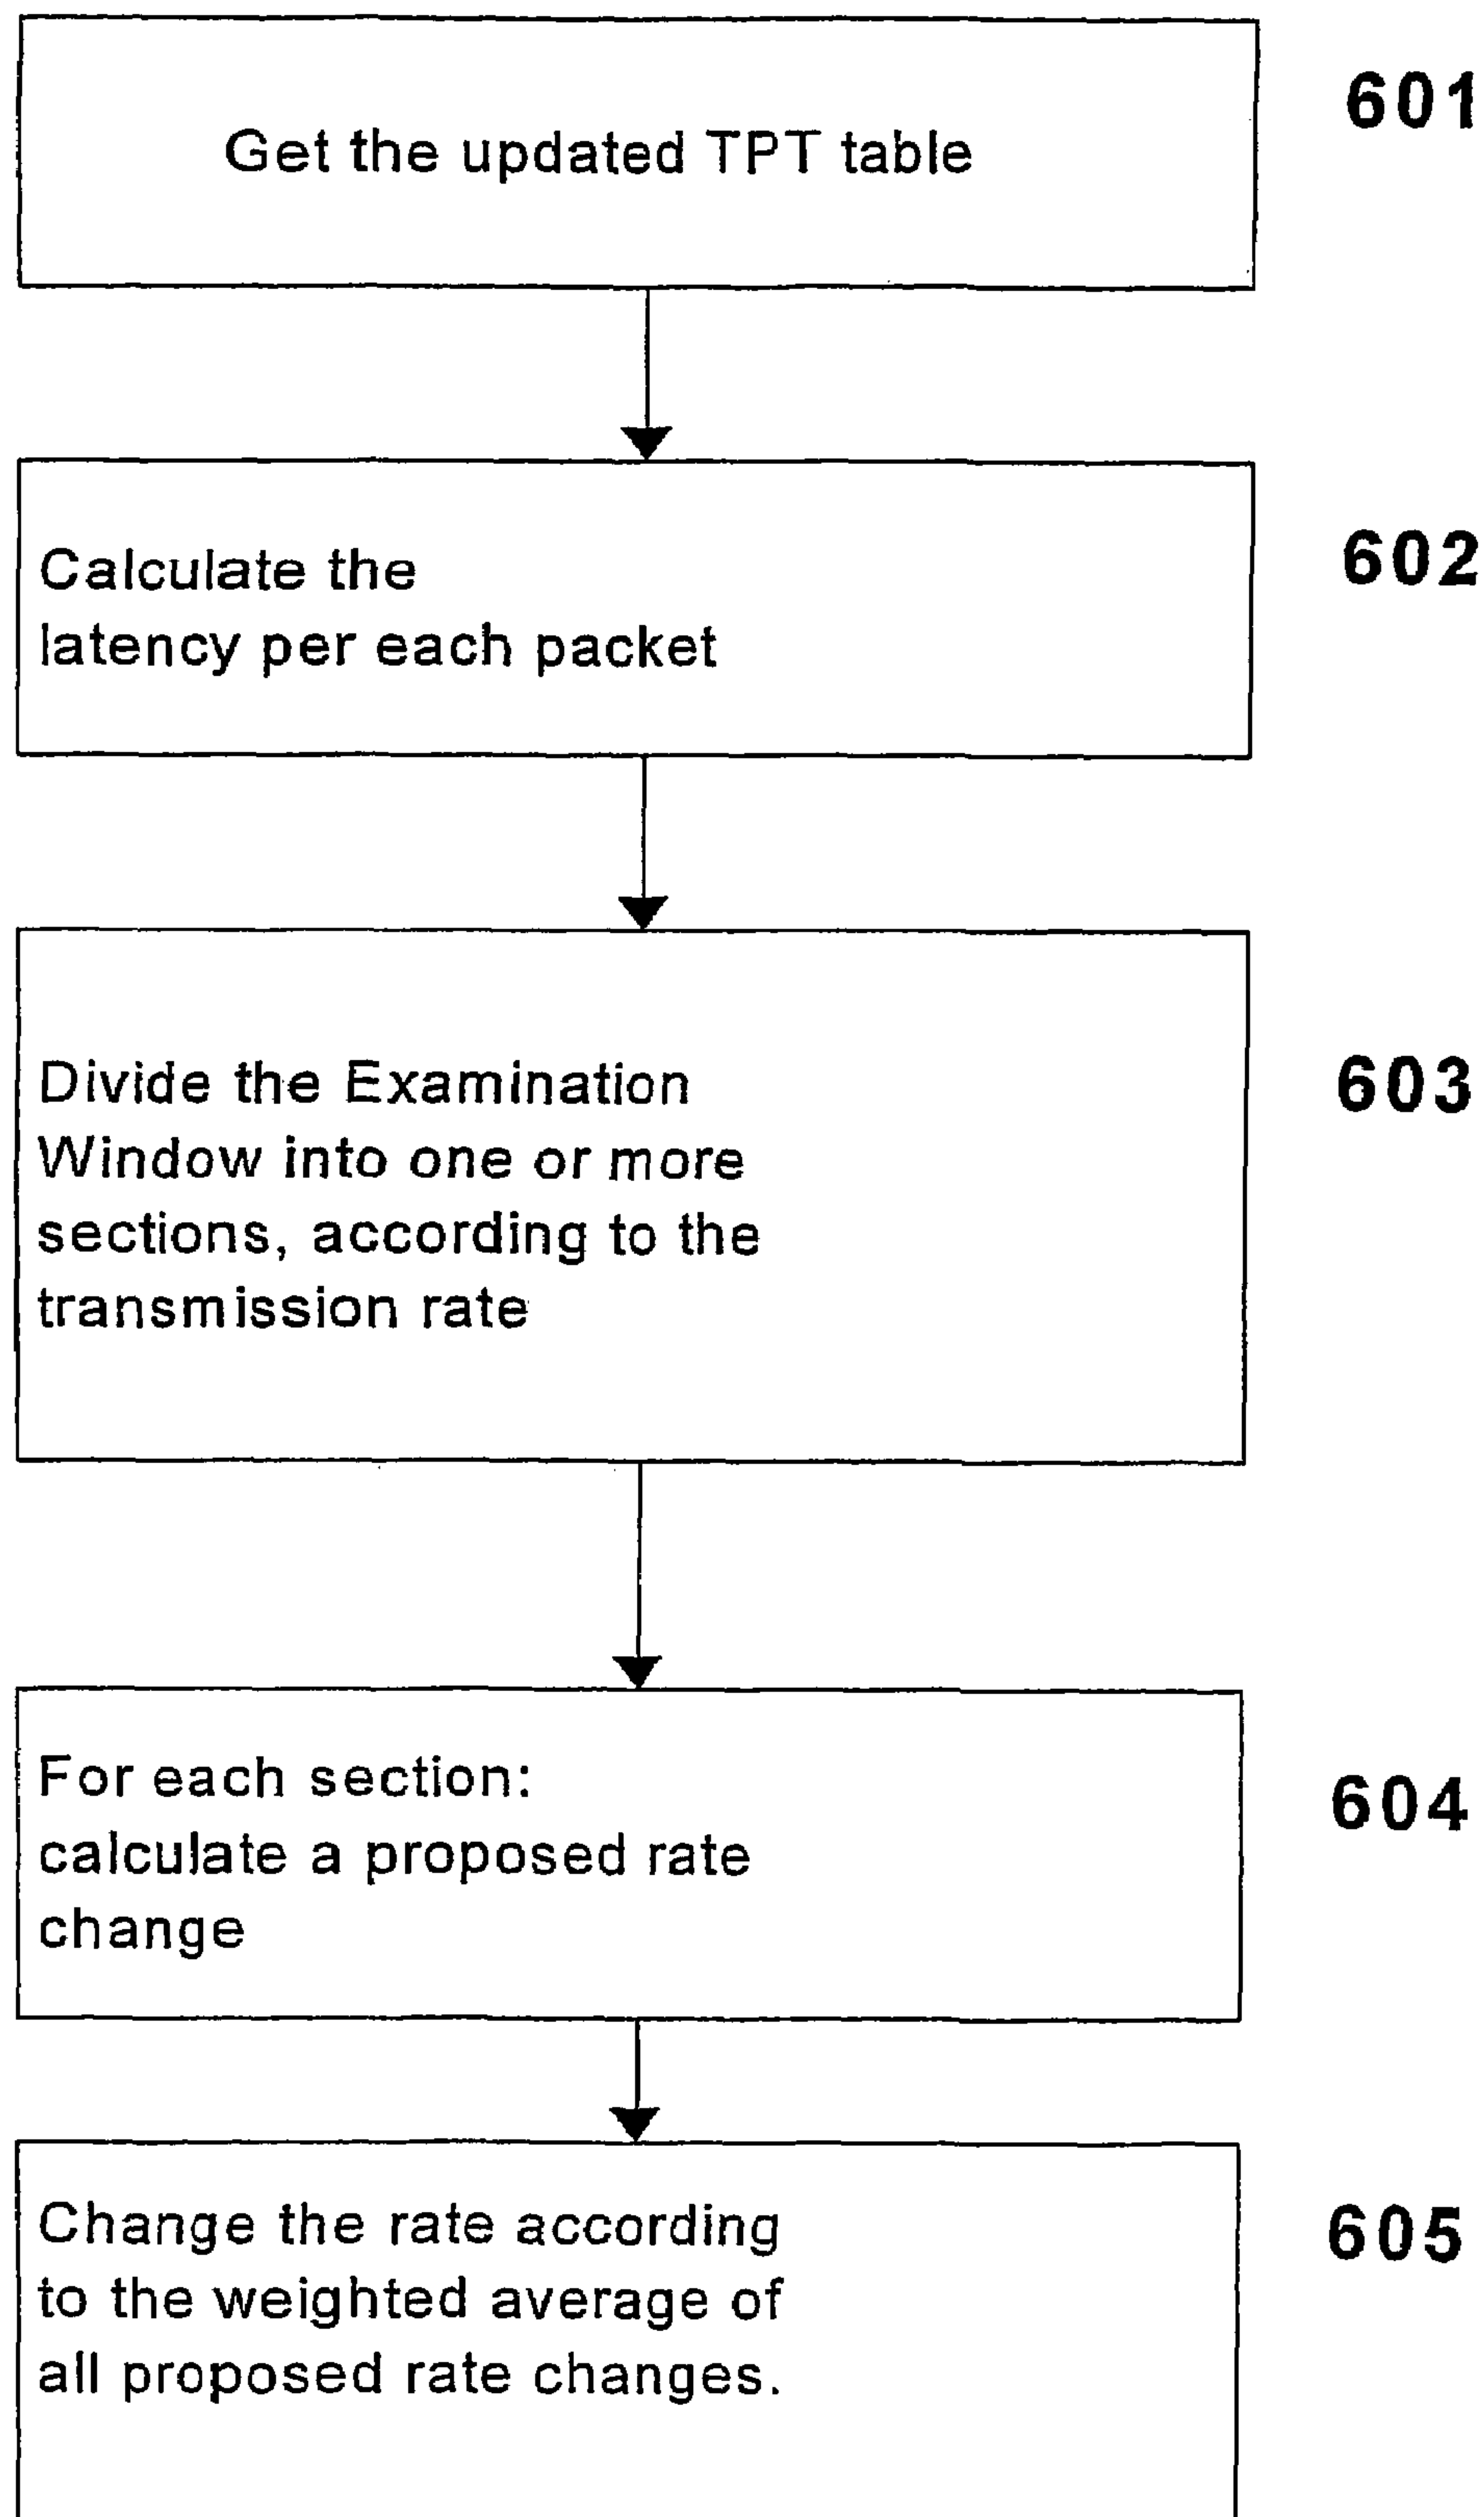 Get the updated TPT table
601
Calculate the
latency per each packet
602
Divide the Examination
Window into one or more
sections, according to the
transmission rate
603
For each section:
calculate a proposed rate
change
604
Change the rate according
to the weighted average of
all proposed rate changes.
605